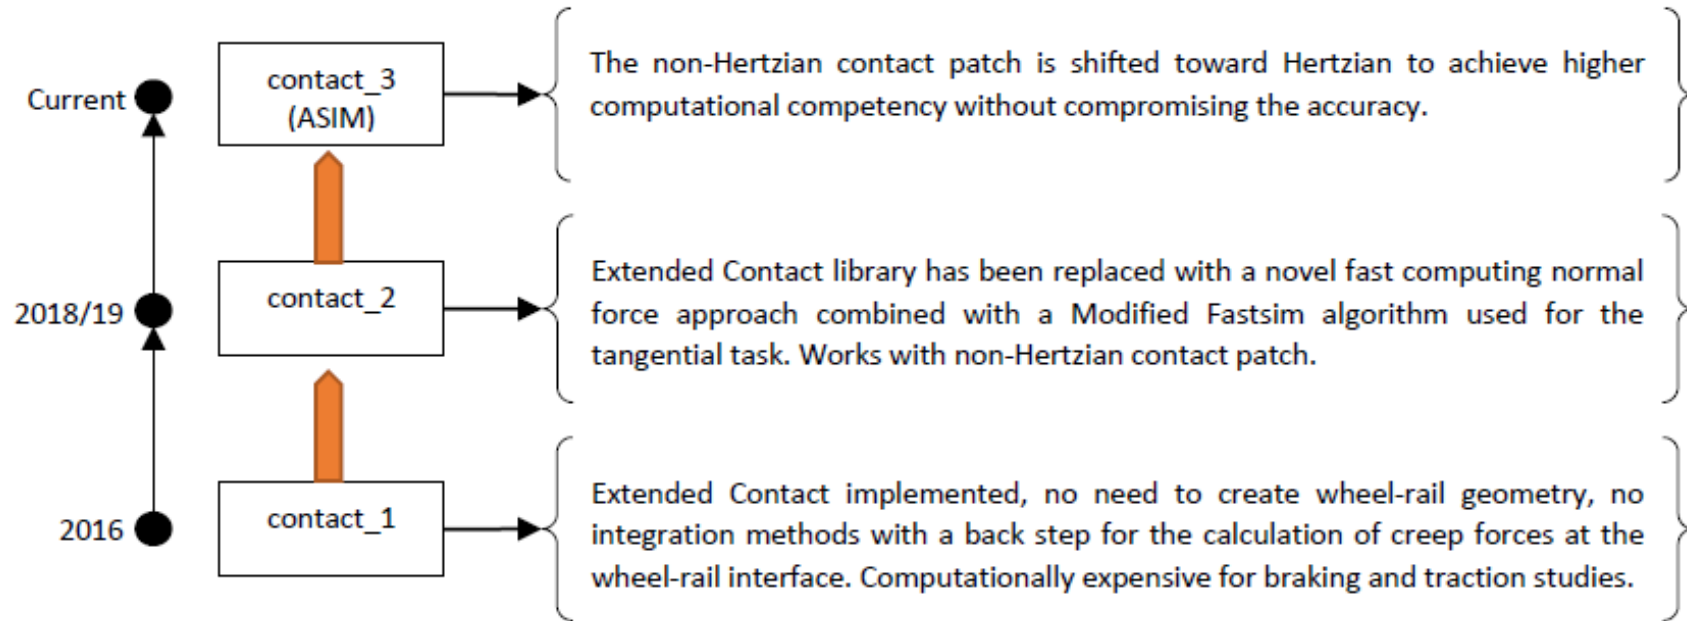 Current
contact_3
(ASIM)
The non-Hertzian contact patch is shifted toward Hertzian to achieve higher
computational competency without compromising the accuracy.
2018/19
contact_2
Extended Contact library has been replaced with a novel fast computing normal
force approach combined with a Modified Fastsim algorithm used for the
tangential task. Works with non-Hertzian contact patch.
2016
contact_1
Extended Contact implemented, no need to create wheel-rail geometry, no
integration methods with a back step for the calculation of creep forces at the
wheel-rail interface. Computationally expensive for braking and traction studies.